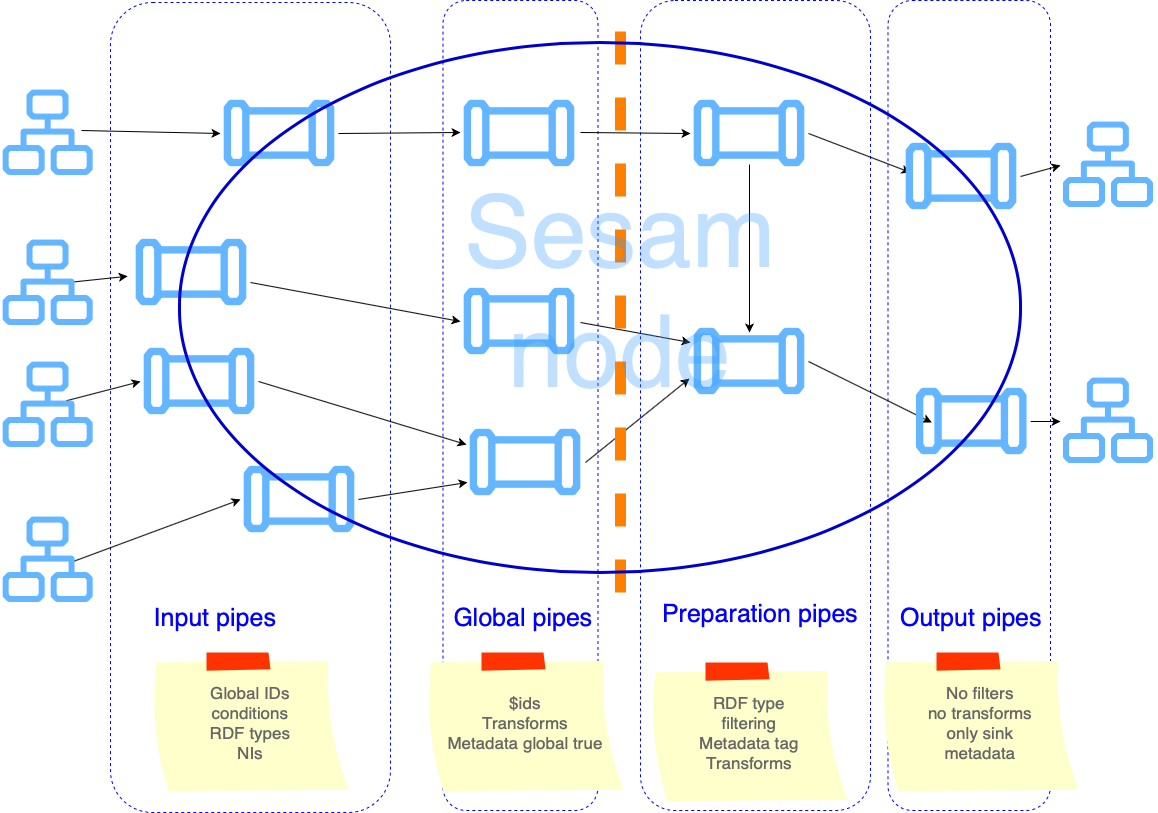 Sesam
node
Input pipes
Global pipes
Preparation pipes
Output pipes
Global IDs
conditions
RDF types
NIs
$ids
Transforms
Metadata global true
RDF type
filtering
Metadata tag
Transforms
No filters
no transforms
only sink
metadata